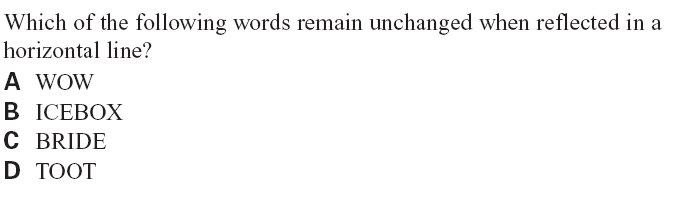 Which of the following words remain unchanged when reflected in a
horizontal line?
A WOW
B ICEBOX
C BRIDE
D TOOT